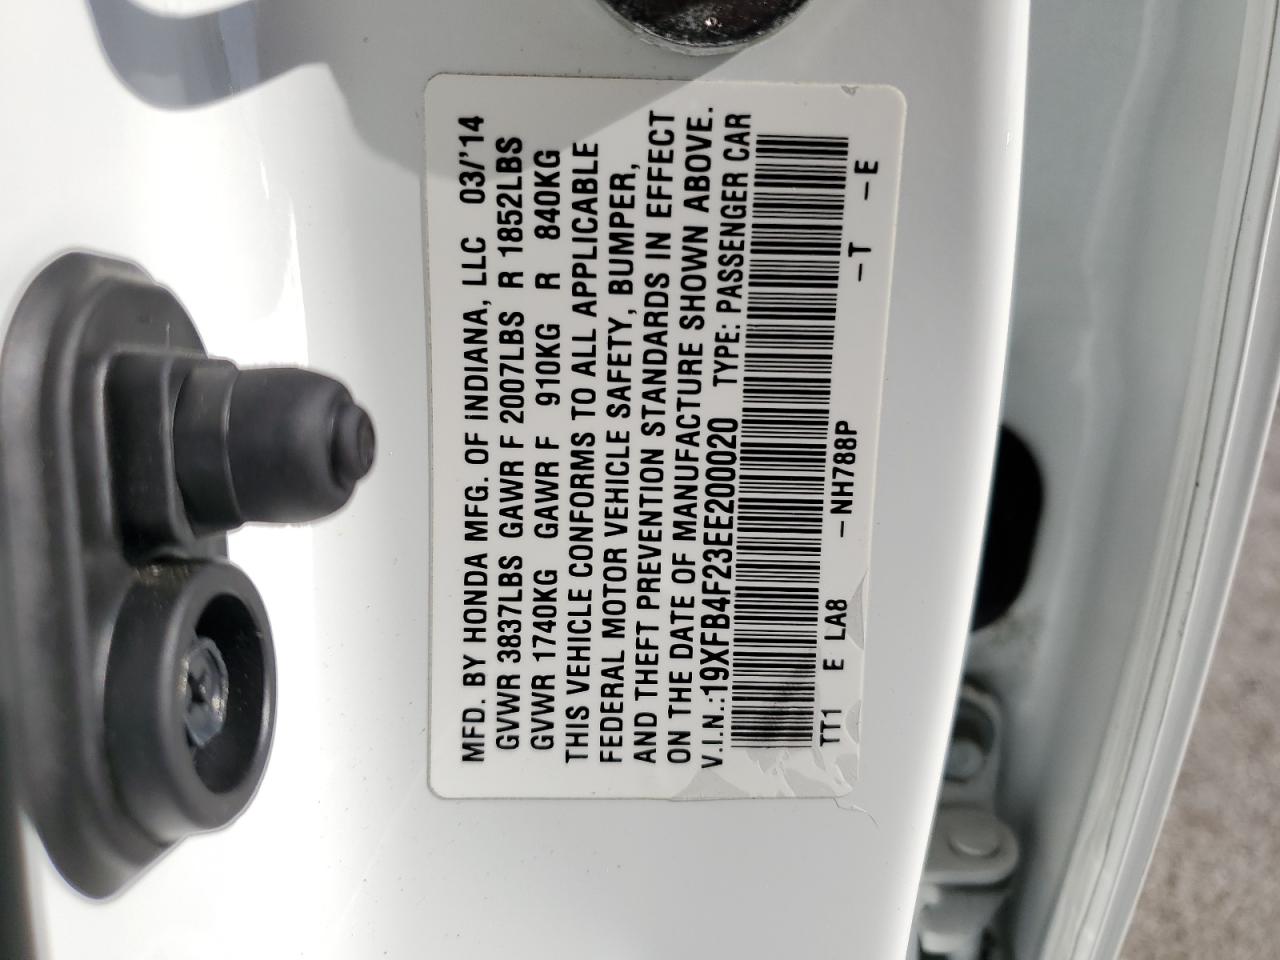 MFD. BY HONDA MFG. OF INDIANA, LLC 03/'14
GVWR 3837LBS GAWR F 2007LBS R 1852LBS
GVWR 1740KG GAWR F 910KG R 840KG
THIS VEHICLE CONFORMS TO ALL APPLICABLE
FEDERAL MOTOR VEHICLE SAFETY, BUMPER,
AND THEFT PREVENTION STANDARDS IN EFFECT
ON THE DATE OF MANUFACTURE SHOWN ABOVE.
V.I.N.:19XFB4F23EE200020 TYPE: PASSENGER CAR
TT1 E LA8 -NH788P -T -E